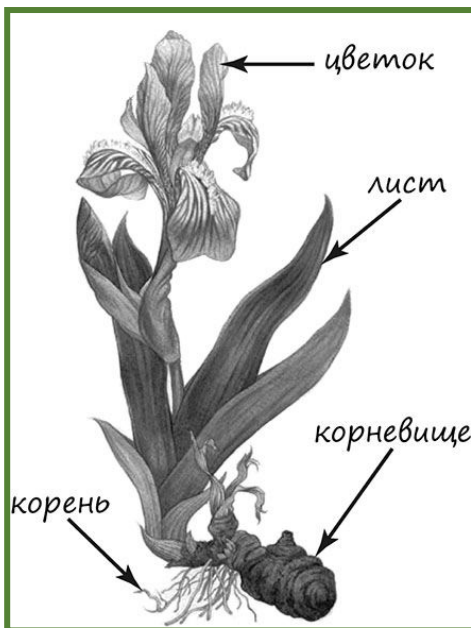 цветок
лист
корневище
корень